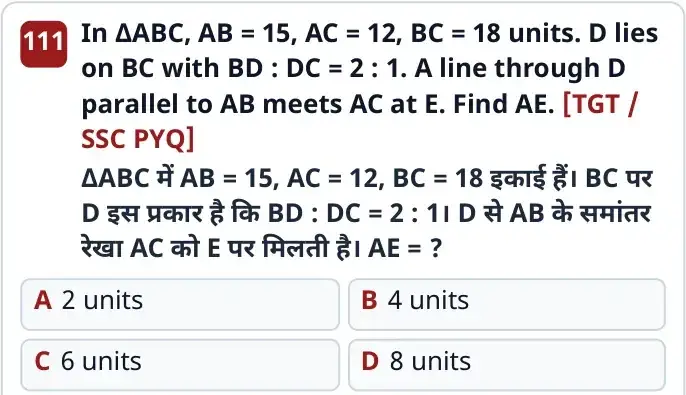 111 In ΔABC, AB = 15, AC = 12, BC = 18 units. D lies
on BC with BD : DC = 2 : 1. A line through D
parallel to AB meets AC at E. Find AE. [TGT /
SSC PYQ]
ΔABC में AB = 15, AC = 12, BC = 18 इकाई हैं। BC पर
D इस प्रकार है कि BD : DC = 2 : 1। D से AB के समांतर
रेखा AC को E पर मिलती है। AE = ?
A 2 units
B 4 units
C 6 units
D 8 units